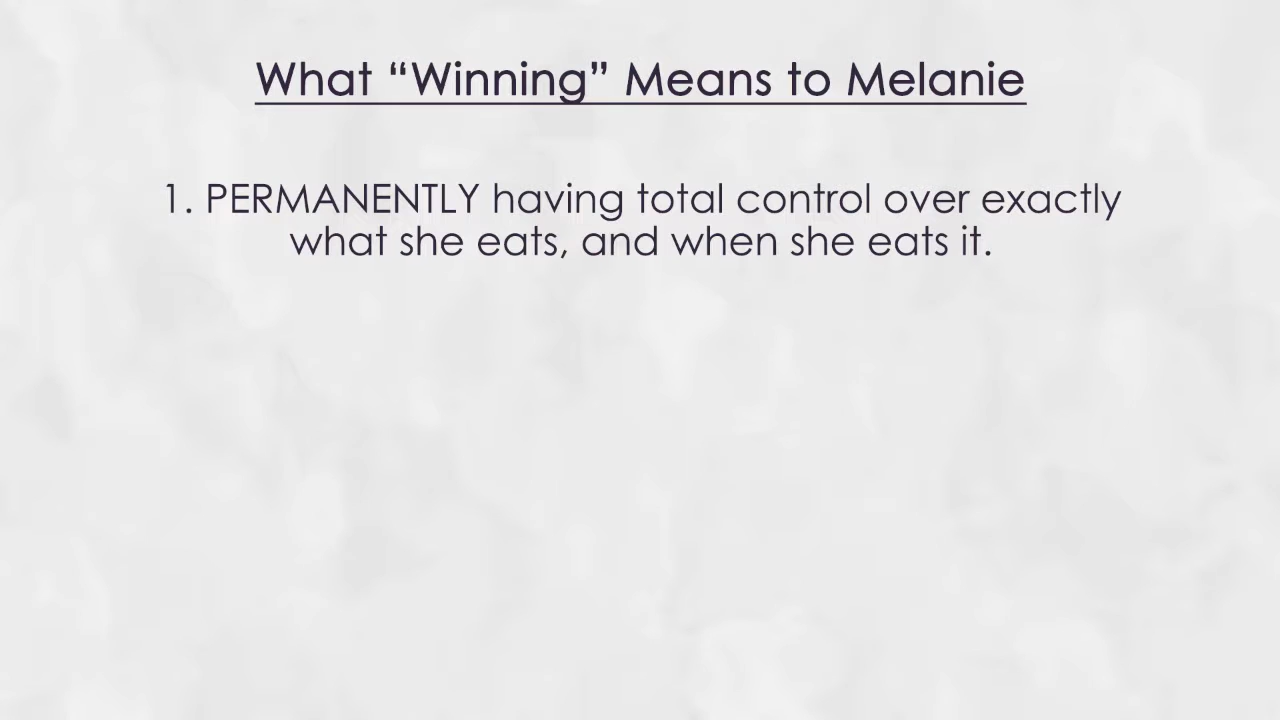 What “Winning” Means to Melanie
1. PERMANENTLY having total control over exactly
what she eats, and when she eats it.